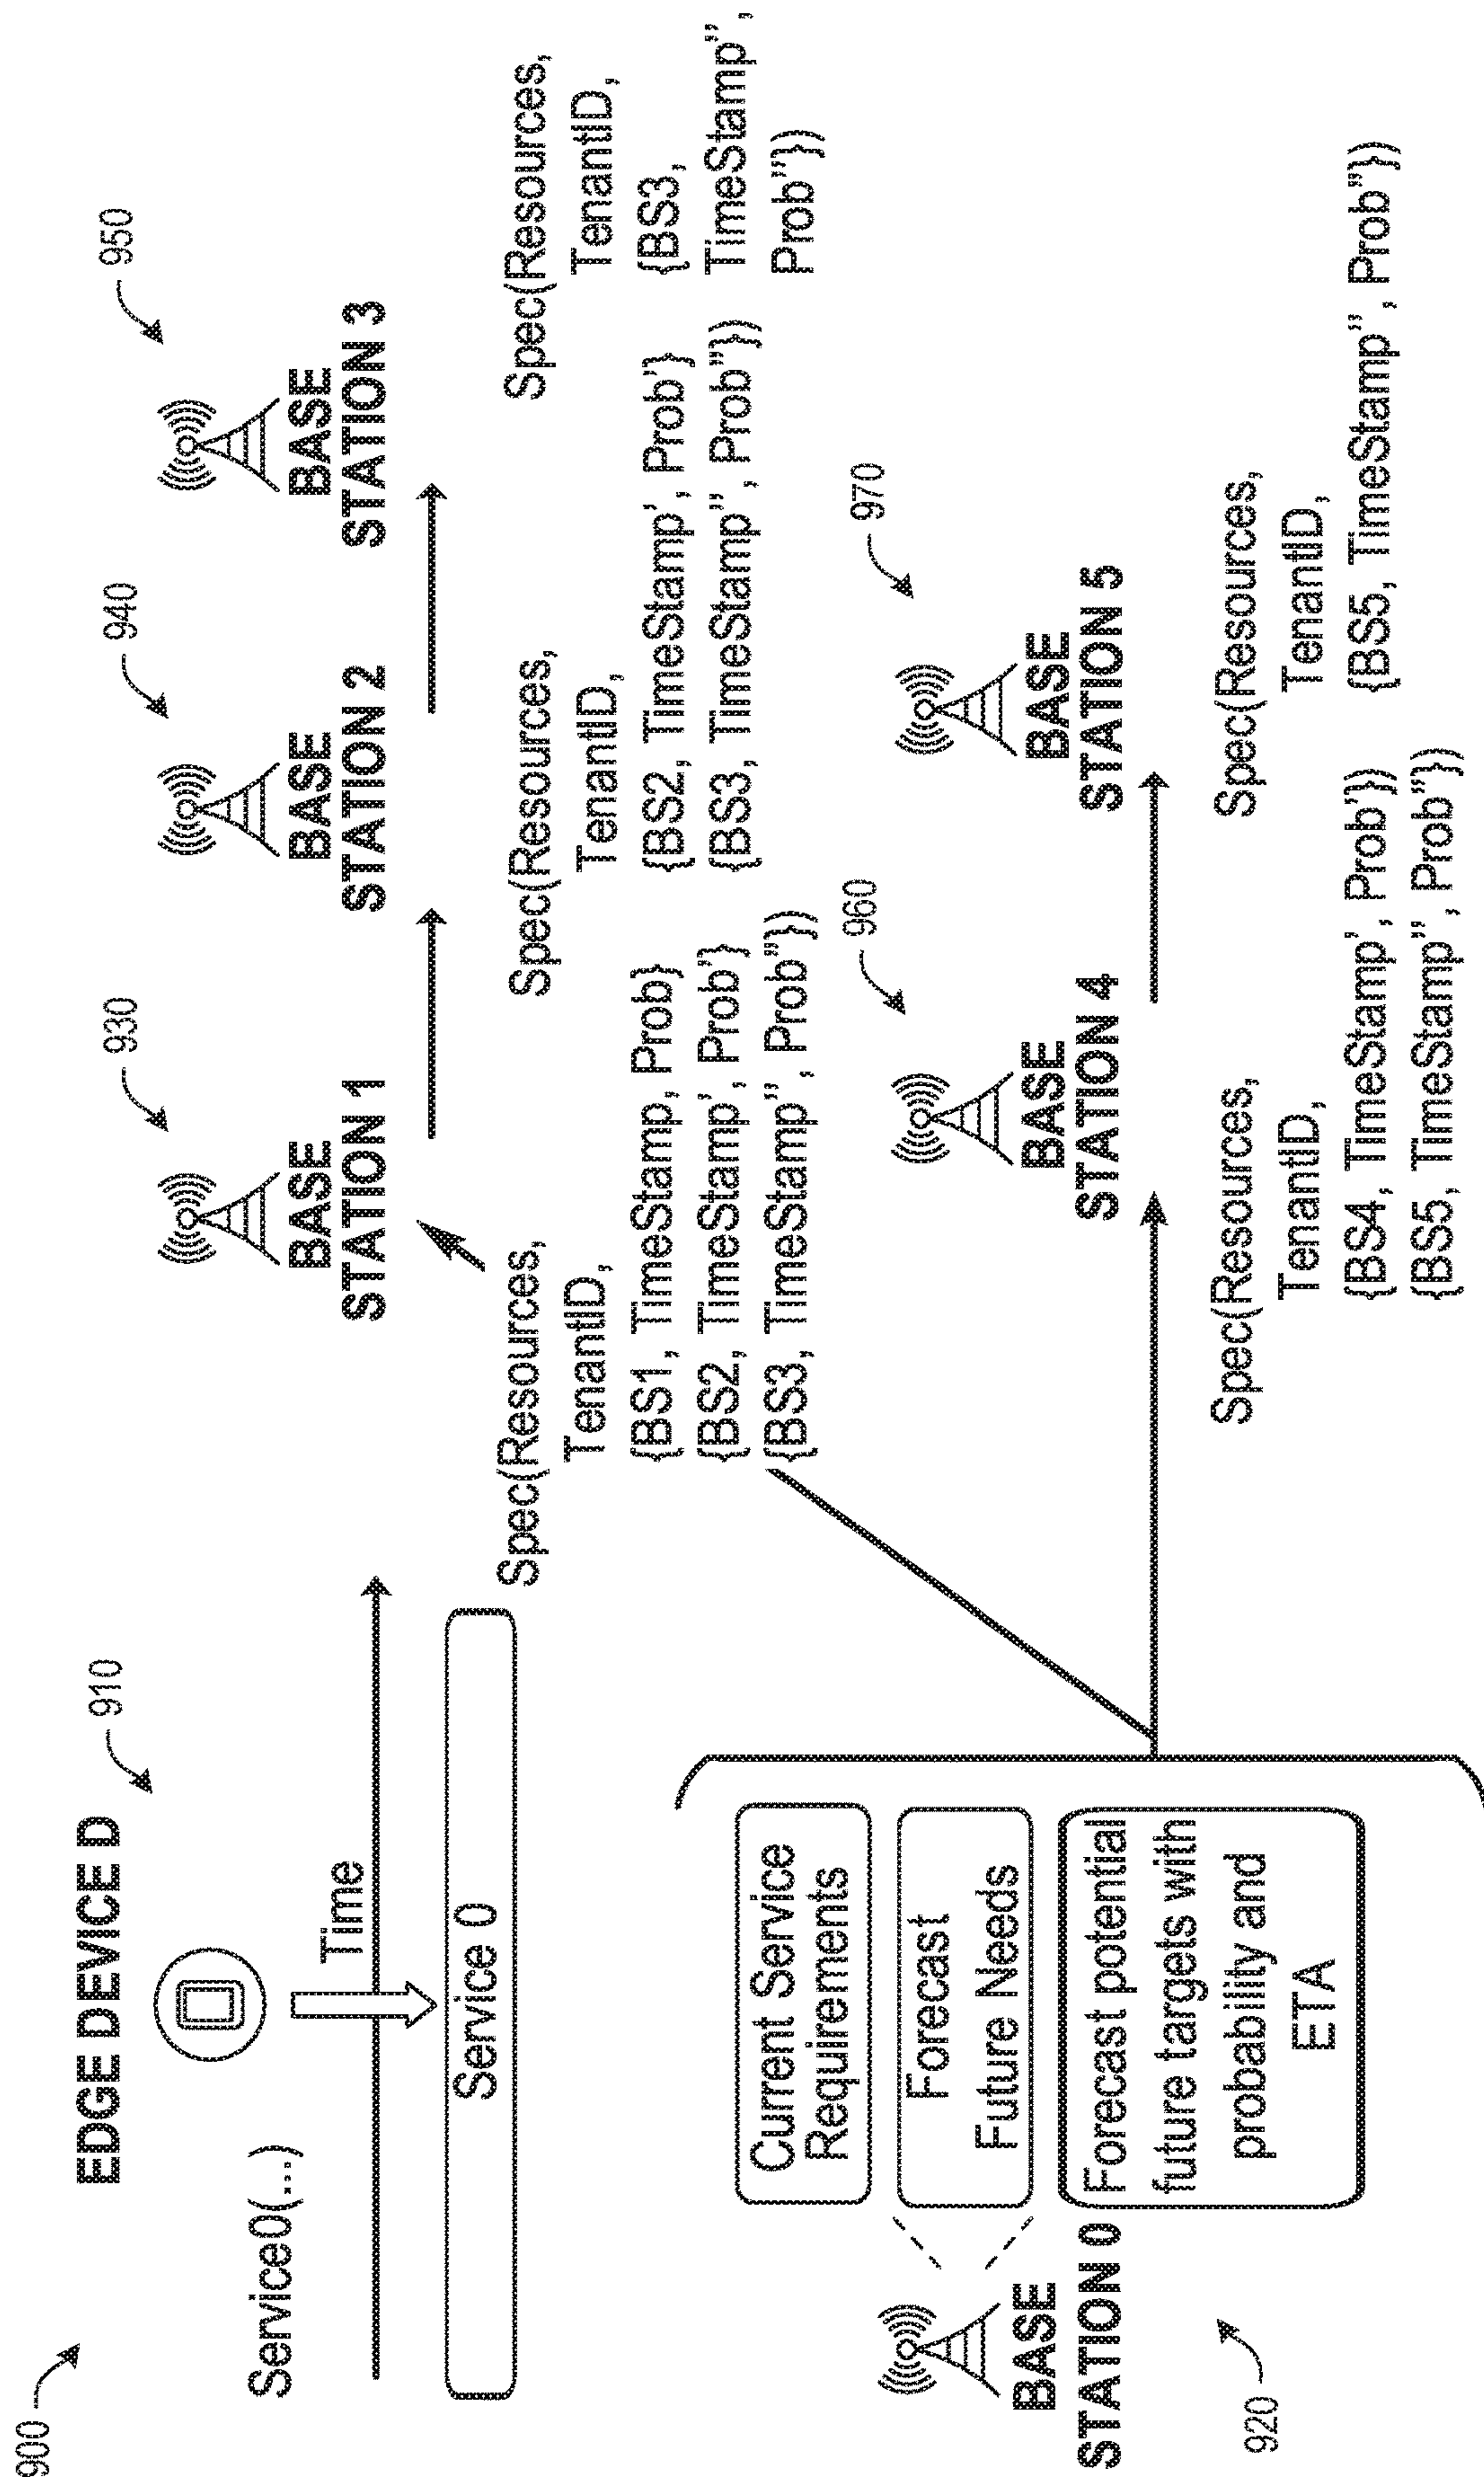 900
EDGE DEVICE D
910
Service0(...)
Time
Service 0
920
BASE
STATION 0
Current Service
Requirements
Forecast
Future Needs
Forecast potential
future targets with
probability and
ETA
930
BASE
STATION 1
Spec(Resources,
TenantID,
{BS1, TimeStamp, Prob}
{BS2, TimeStamp', Prob'}
{BS3, TimeStamp'', Prob''})
940
BASE
STATION 2
Spec(Resources,
TenantID,
{BS2, TimeStamp', Prob'}
{BS3, TimeStamp'', Prob''})
950
BASE
STATION 3
Spec(Resources,
TenantID,
{BS3,
TimeStamp'',
Prob''})
960
BASE
STATION 4
Spec(Resources,
TenantID,
{BS4, TimeStamp', Prob'})
{BS5, TimeStamp'', Prob''})
970
BASE
STATION 5
Spec(Resources,
TenantID,
{BS5, TimeStamp'', Prob''})